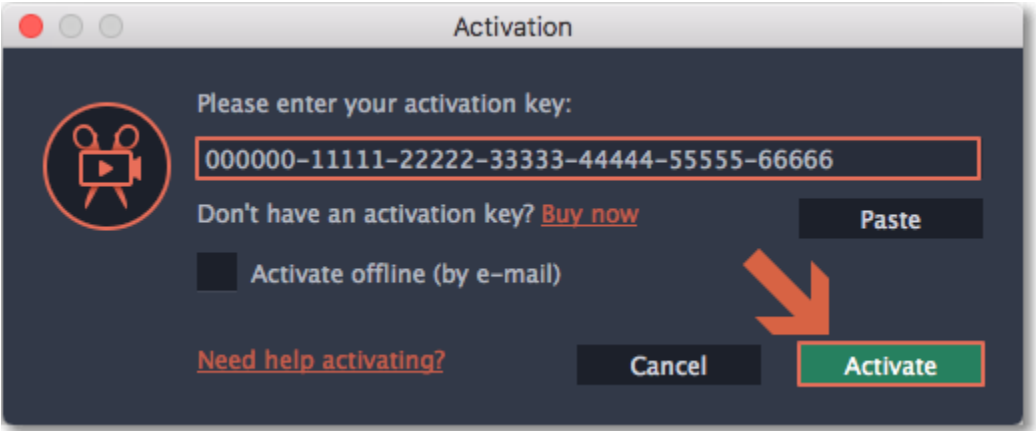 Activation
Please enter your activation key:
000000-11111-22222-33333-44444-55555-66666
Don't have an activation key? Buy now
Paste
Activate offline (by e-mail)
Need help activating?
Cancel
Activate